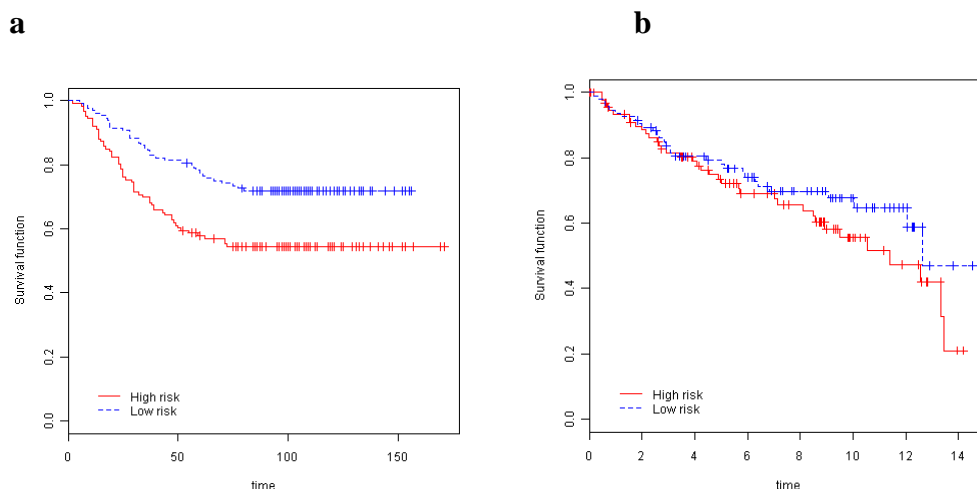 a
b
Survival function
1.0
0.8
0.6
0.4
0.2
0.0
High risk
Low risk
0 50 100 150
time
Survival function
1.0
0.8
0.6
0.4
0.2
0.0
High risk
Low risk
0 2 4 6 8 10 12 14
time